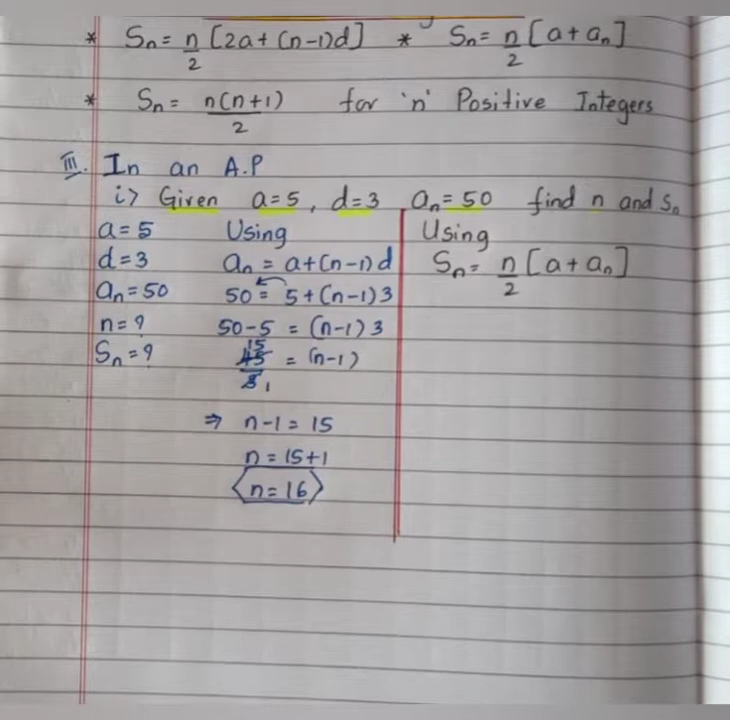 * Sn = n/2 [2a + (n-1)d] * Sn = n/2 [a + an]
* Sn = n(n+1)/2 for 'n' Positive Integers
III. In an A.P
i> Given a=5, d=3 an = 50 find n and Sn
a=5 Using
d=3 an = a+(n-1)d
an=50 50 = 5+(n-1)3
n=? 50-5 = (n-1)3
Sn=? 15
45/3 = (n-1)
1
⇒ n-1 = 15
n = 15+1
n = 16
Using
Sn = n/2 [a + an]